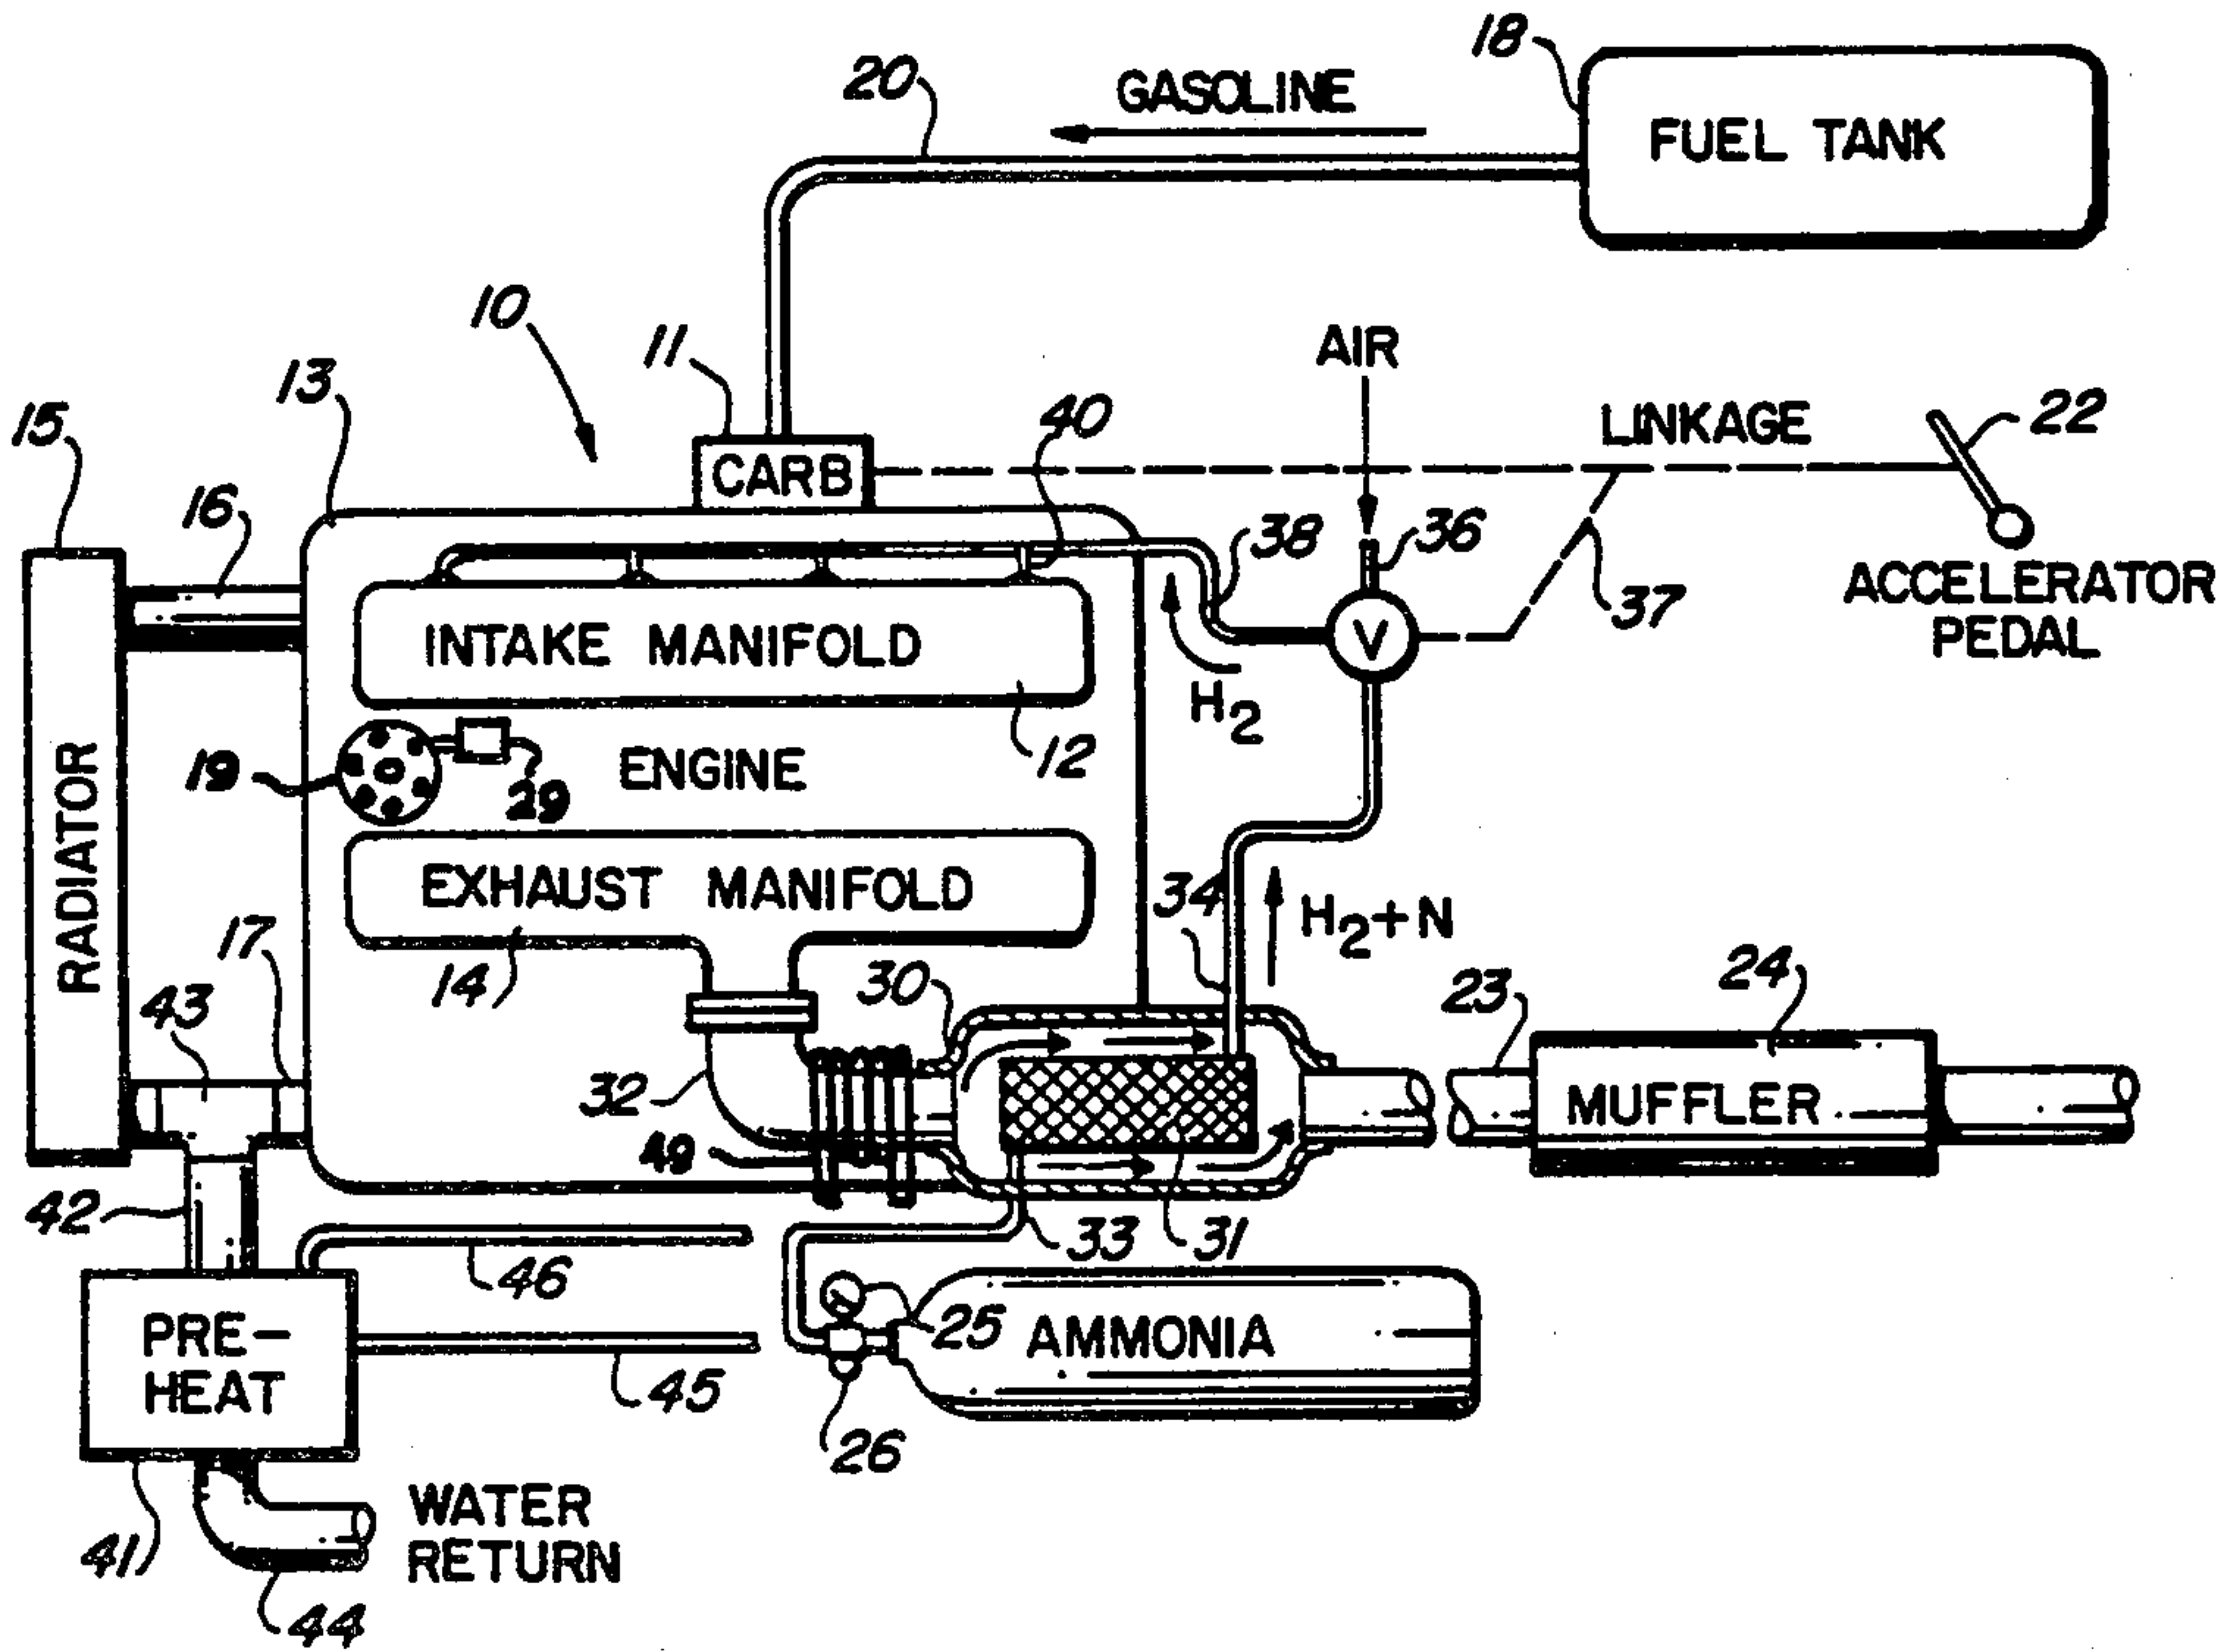 18
20
GASOLINE
FUEL TANK
10
11
AIR
13
40
LINKAGE
22
15
CARB
16
38
36
37
ACCELERATOR
PEDAL
INTAKE MANIFOLD
V
H2
12
19
29
ENGINE
RADIATOR
EXHAUST MANIFOLD
34
H2+N
17
14
30
23
24
43
32
MUFFLER
49
42
33
31
46
PRE-
HEAT
25
AMMONIA
45
26
WATER
RETURN
41
44